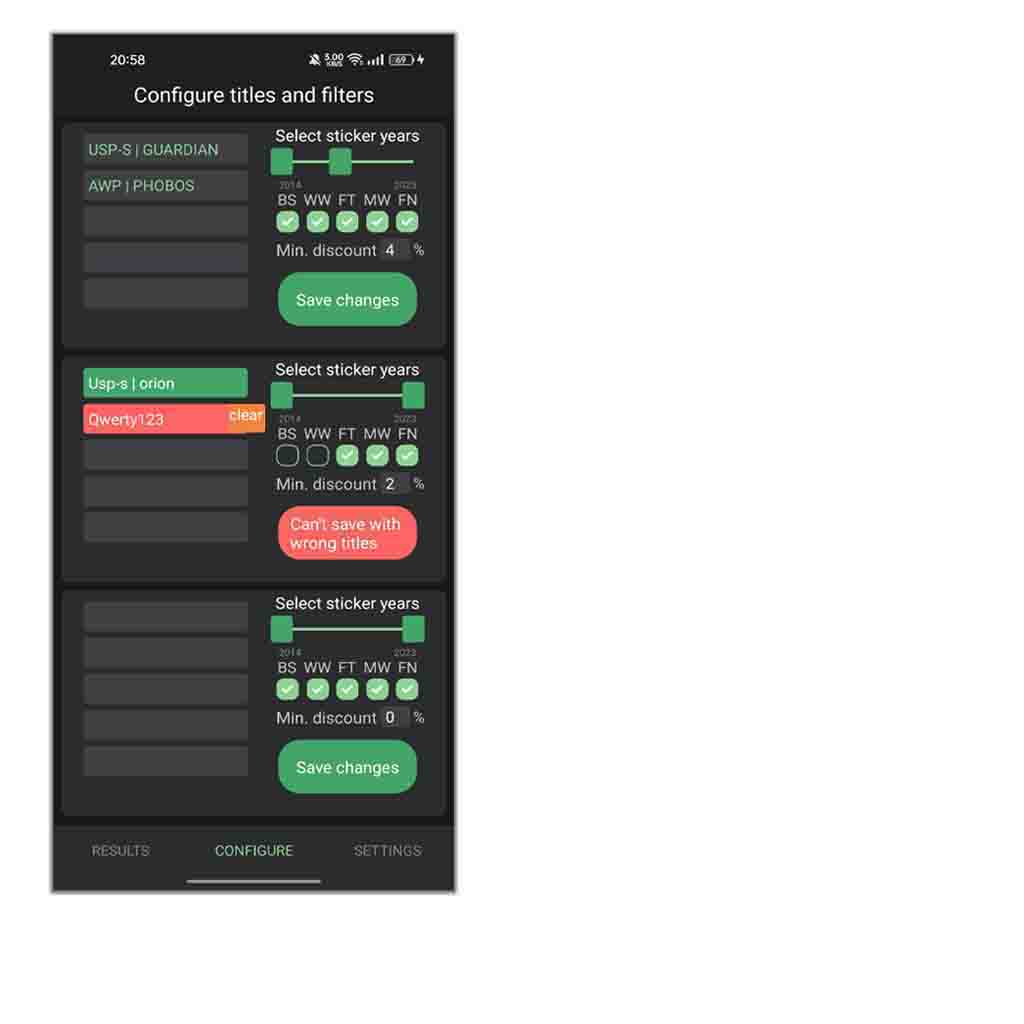 20:58
3.00
KB/S
69
Configure titles and filters
USP-S | GUARDIAN
AWP | PHOBOS
Select sticker years
2014 2023
BS WW FT MW FN
Min. discount 4 %
Save changes
Usp-s | orion
Qwerty123 clear
Select sticker years
2014 2023
BS WW FT MW FN
Min. discount 2 %
Can't save with
wrong titles
Select sticker years
2014 2023
BS WW FT MW FN
Min. discount 0 %
Save changes
RESULTS CONFIGURE SETTINGS